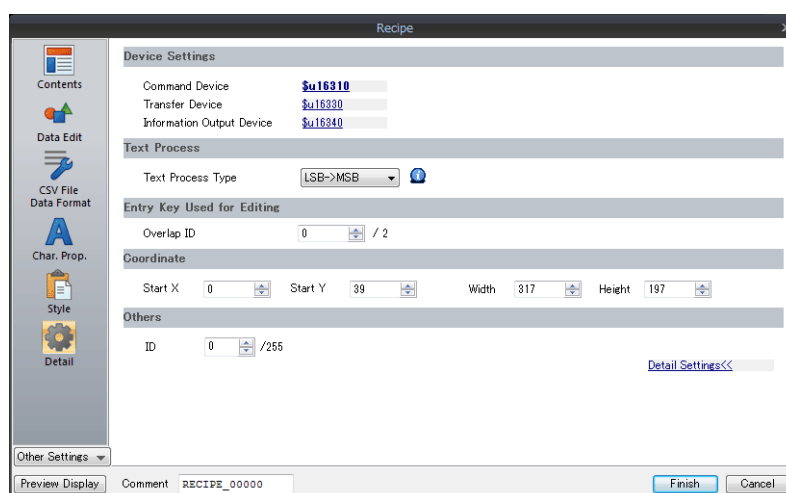 Recipe
Contents
Data Edit
CSV File
Data Format
Char. Prop.
Style
Detail
Other Settings
Device Settings
Command Device $u16310
Transfer Device $u16330
Information Output Device $u16340
Text Process
Text Process Type LSB->MSB
Entry Key Used for Editing
Overlap ID 0 / 2
Coordinate
Start X 0 Start Y 39 Width 317 Height 197
Others
ID 0 /255
Detail Settings<<
Preview Display Comment RECIPE_00000 Finish Cancel